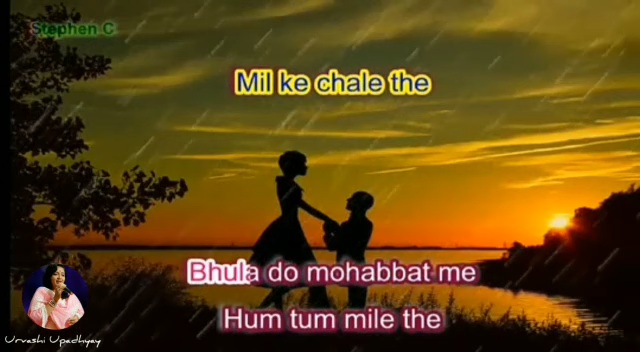 Stephen C
Mil ke chale the
Bhula do mohabbat me
Hum tum mile the
Urvashi Upadhyay